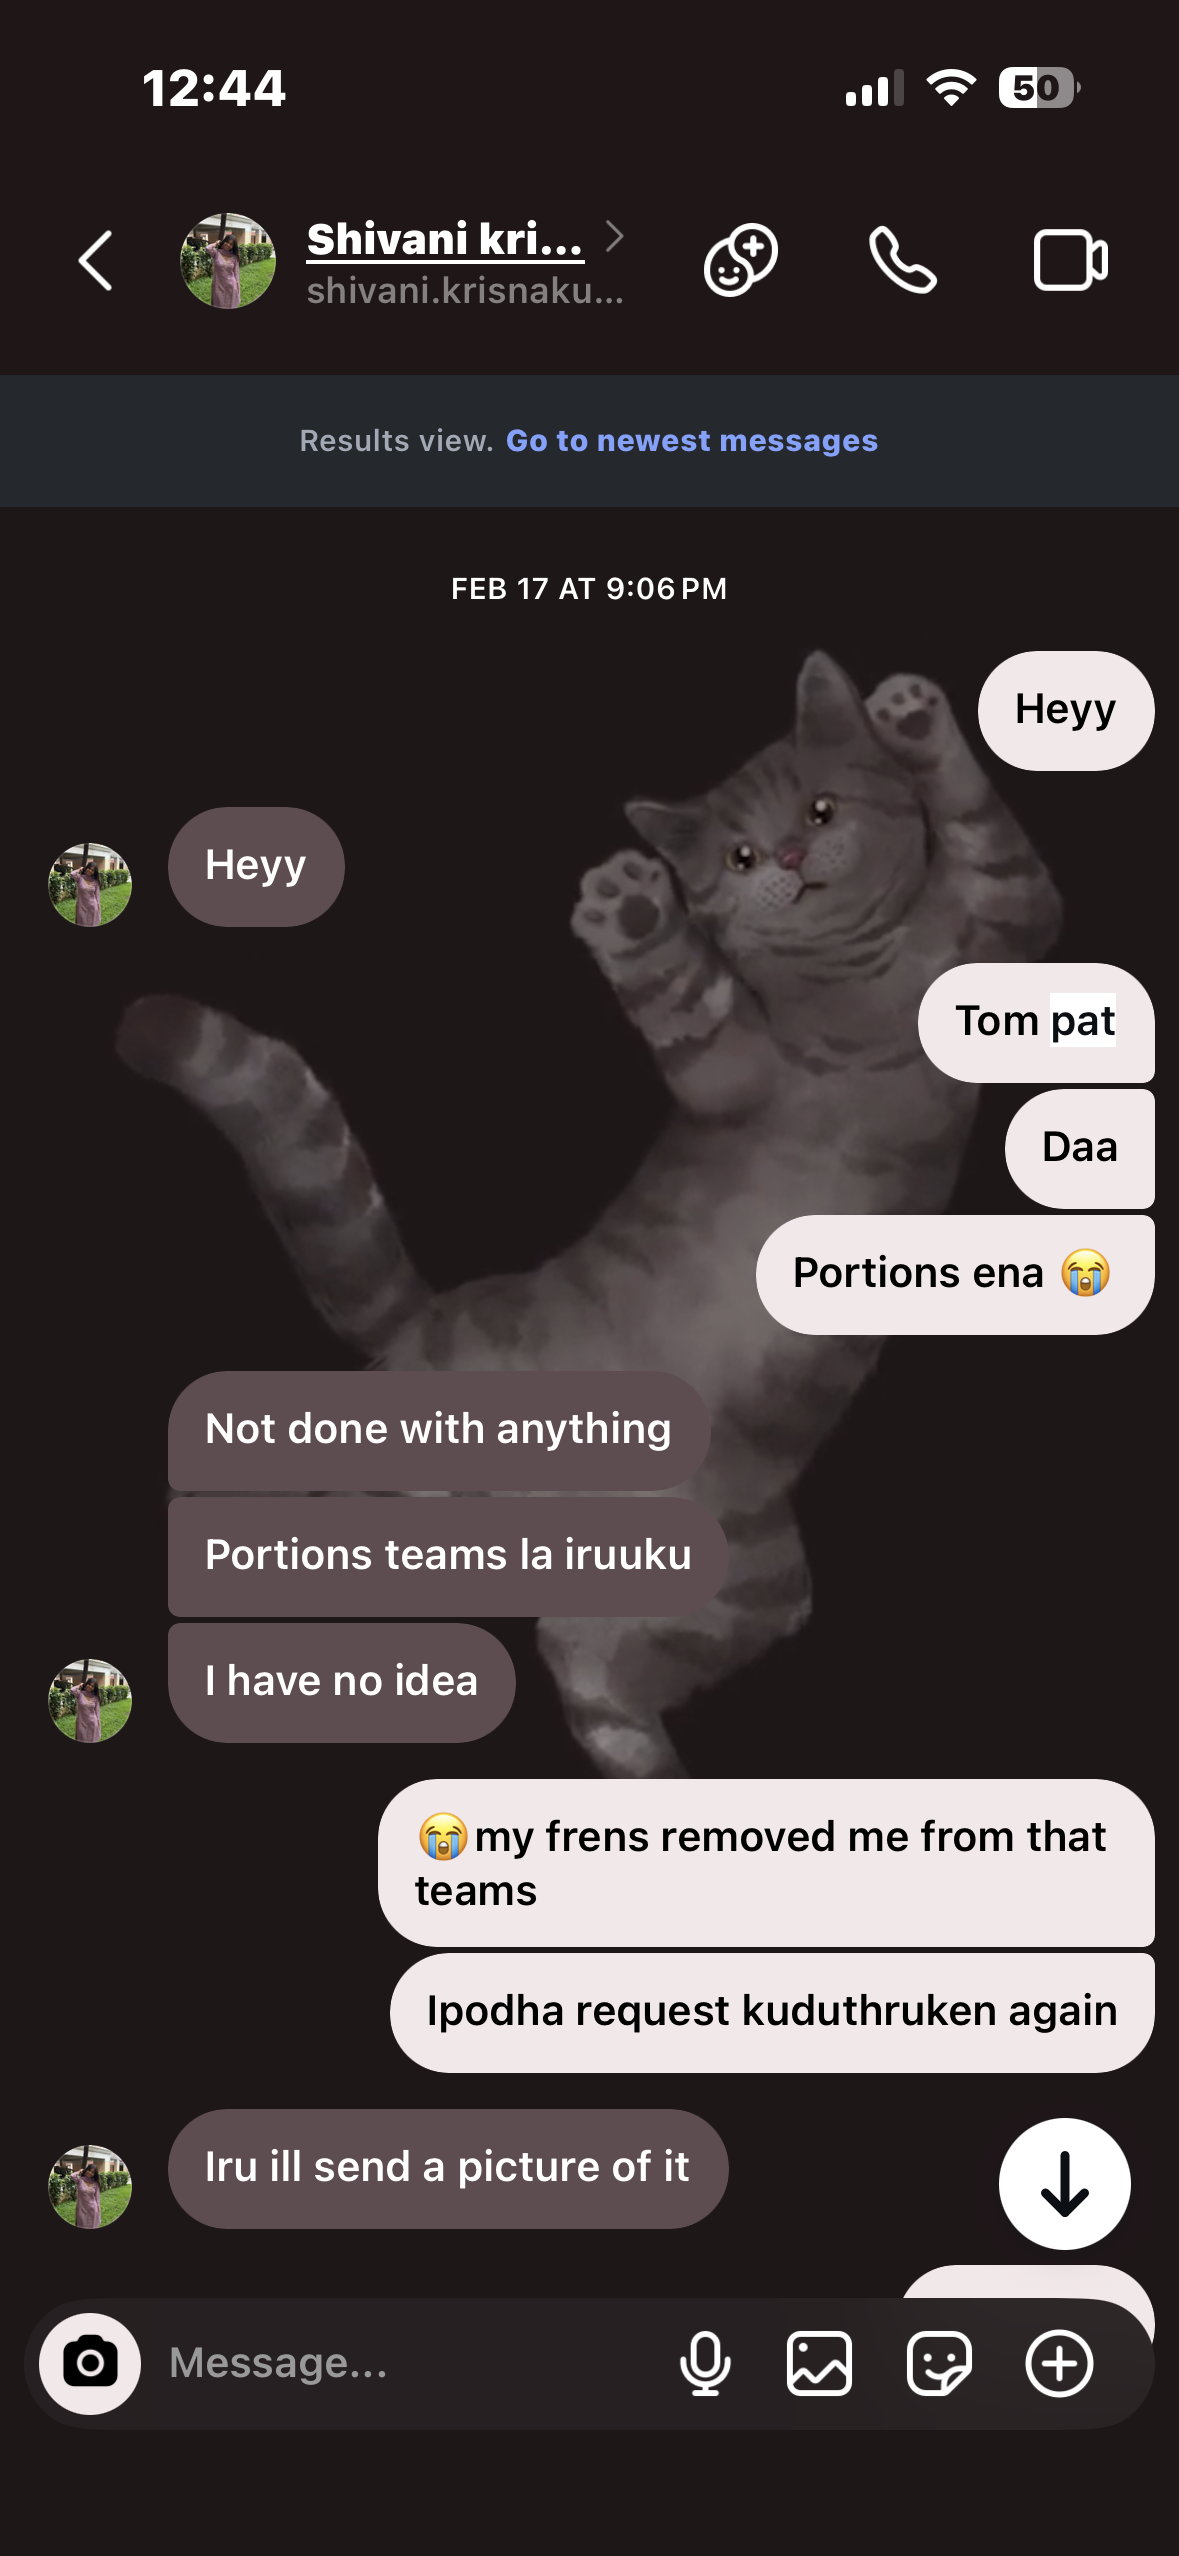 12:44
50
Shivani kri...
shivani.krisnaku...
Results view. Go to newest messages
FEB 17 AT 9:06 PM
Heyy
Heyy
Tom pat
Daa
Portions ena 😭
Not done with anything
Portions teams la iruuku
I have no idea
😭my frens removed me from that
teams
Ipodha request kuduthruken again
Iru ill send a picture of it
Message...